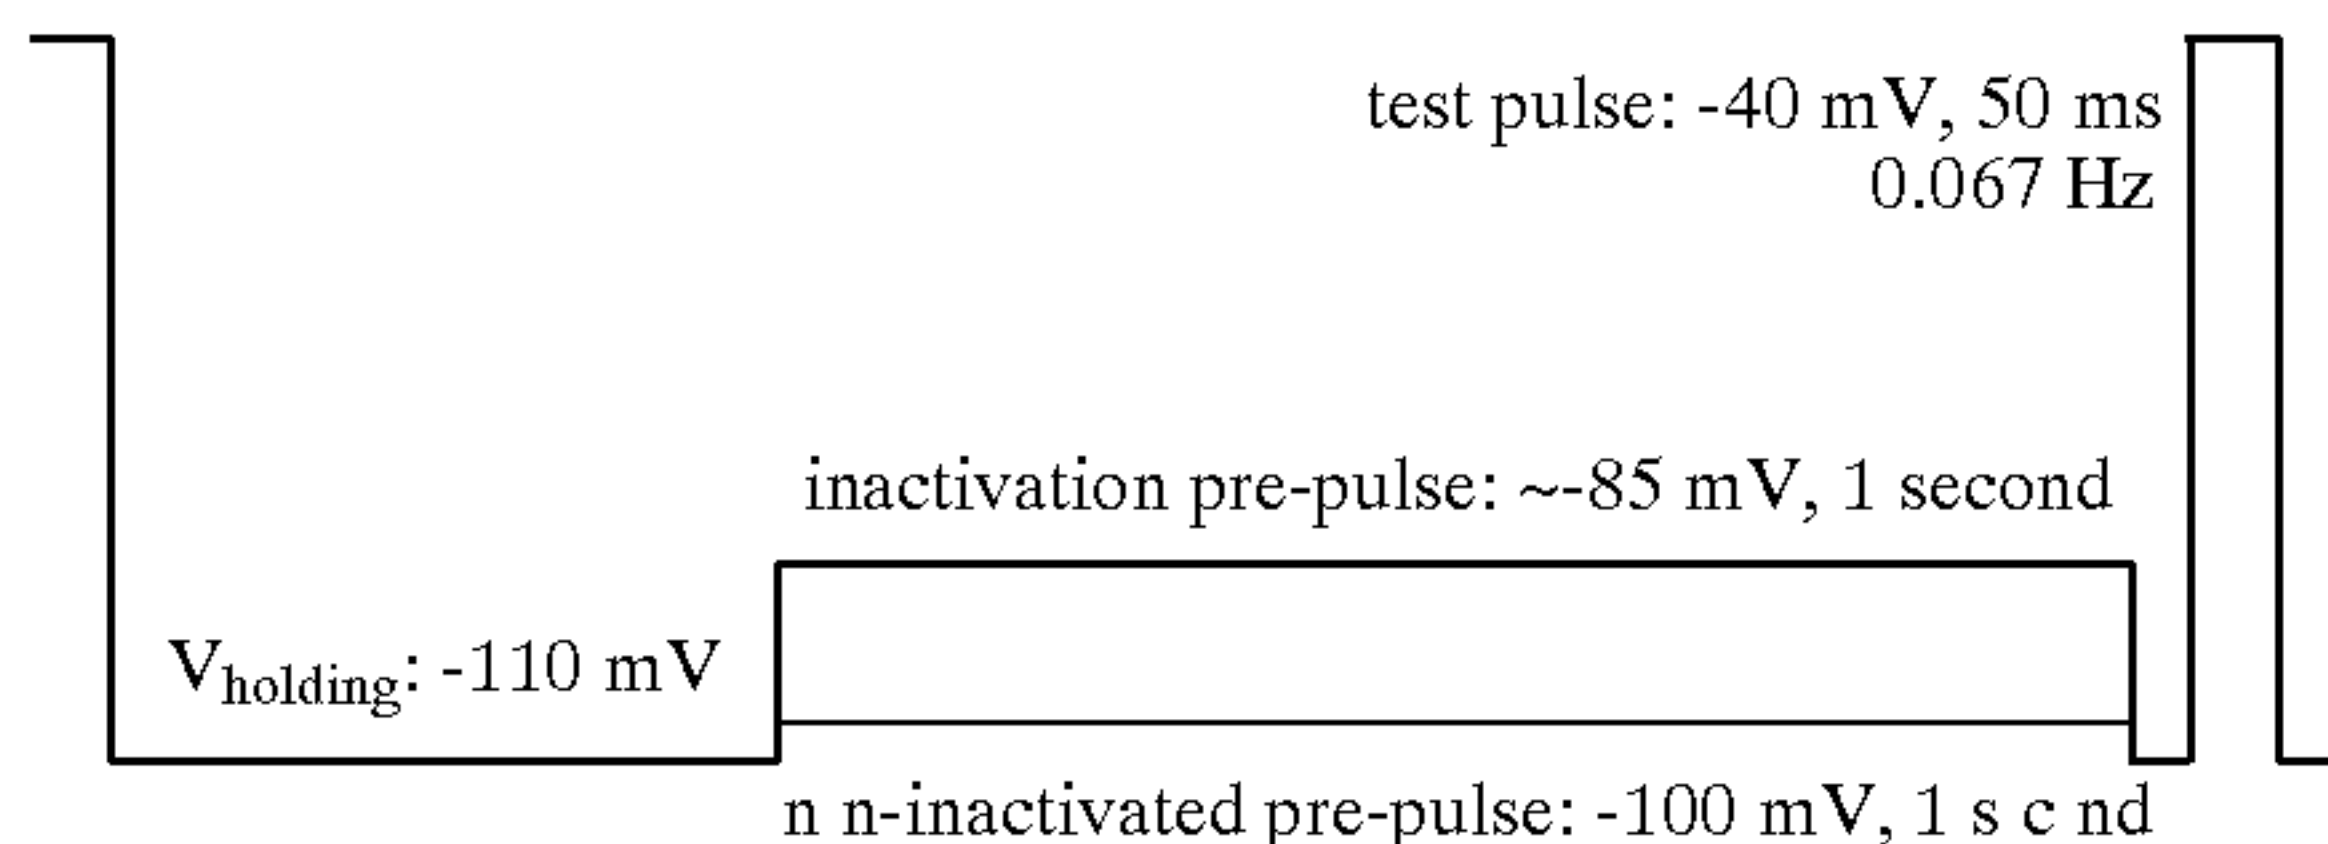 test pulse: -40 mV, 50 ms
0.067 Hz
inactivation pre-pulse: ~-85 mV, 1 second
Vholding: -110 mV
n n-inactivated pre-pulse: -100 mV, 1 s c nd